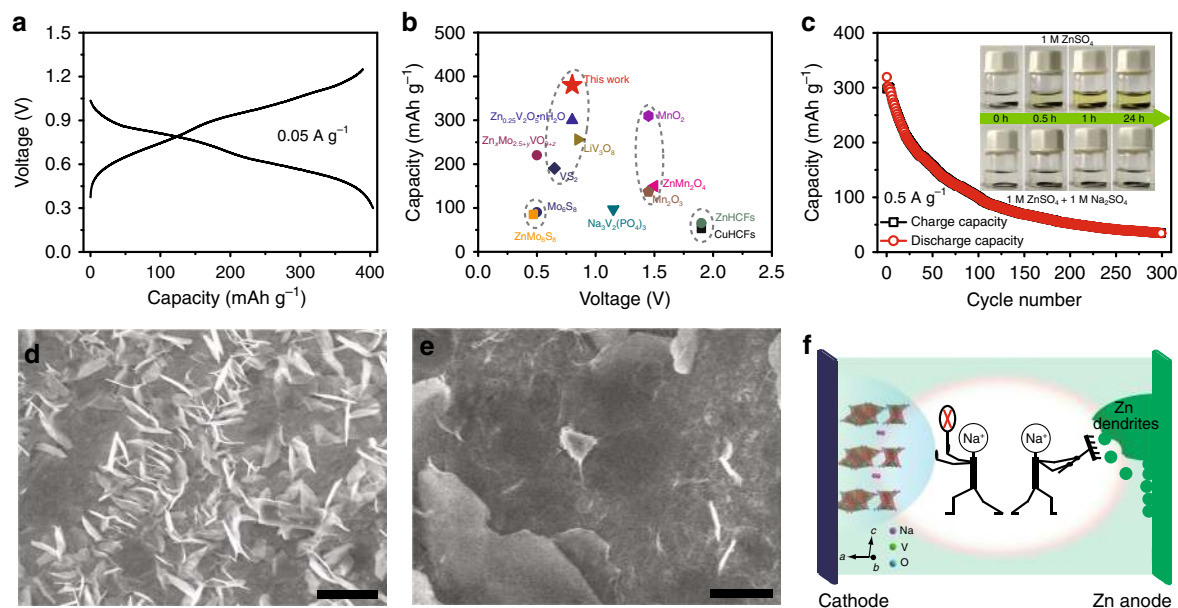 a
1.5
1.2
0.9
0.6
0.3
0.0
Voltage (V)
0.05 A g⁻¹
0 100 200 300 400
Capacity (mAh g⁻¹)
b
500
400
300
200
100
0
Capacity (mAh g⁻¹)
This work
Zn₀.₂₅V₂O₅·nH₂O
MnO₂
ZnₓMo₂.₅₊ᵧVO₉₊𝓏
LiV₃O₈
VS₂
ZnMn₂O₄
Mn₂O₃
Mo₆S₈
ZnMo₆S₈
Na₃V₂(PO₄)₃
ZnHCFs
CuHCFs
0.0 0.5 1.0 1.5 2.0 2.5
Voltage (V)
c
400
300
200
100
0
Capacity (mAh g⁻¹)
1 M ZnSO₄
0 h 0.5 h 1 h 24 h
1 M ZnSO₄ + 1 M Na₂SO₄
0.5 A g⁻¹
Charge capacity
Discharge capacity
0 50 100 150 200 250 300
Cycle number
d
e
f
Zn
dendrites
Na⁺ Na⁺
c
a
b
Na
V
O
Cathode Zn anode